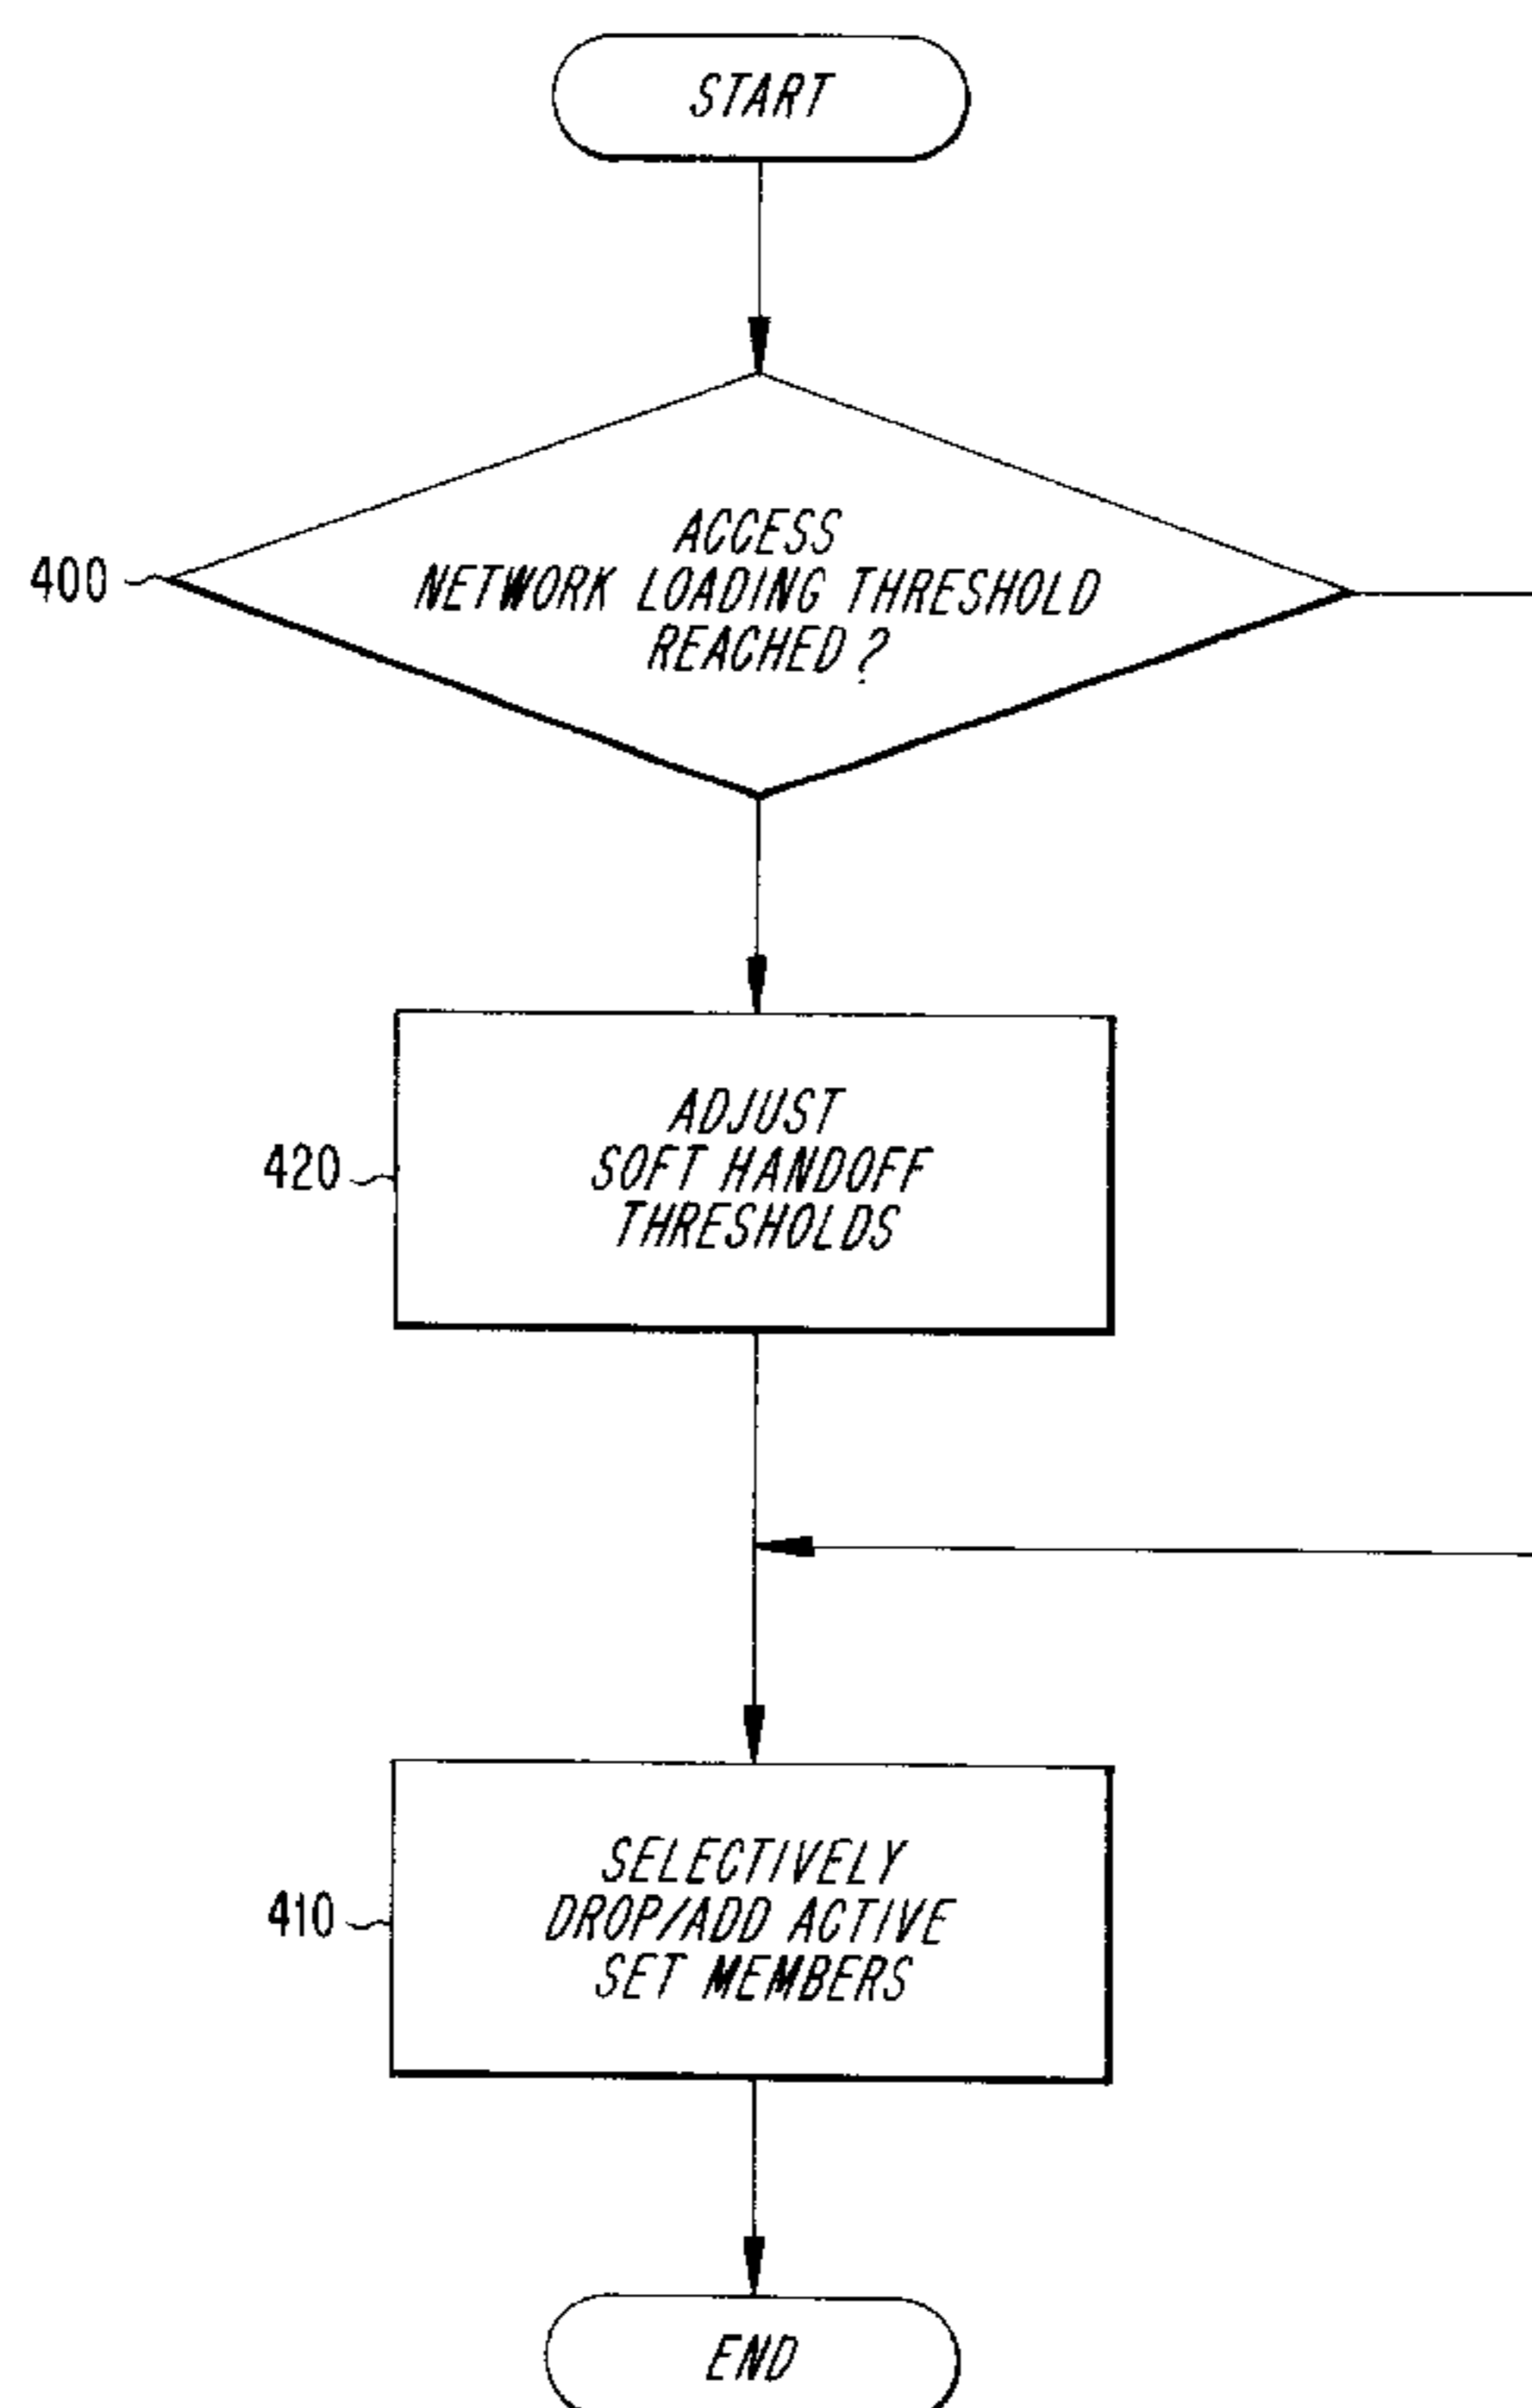 START
ACCESS
NETWORK LOADING THRESHOLD
REACHED?
400
ADJUST
SOFT HANDOFF
THRESHOLDS
420
SELECTIVELY
DROP/ADD ACTIVE
SET MEMBERS
410
END